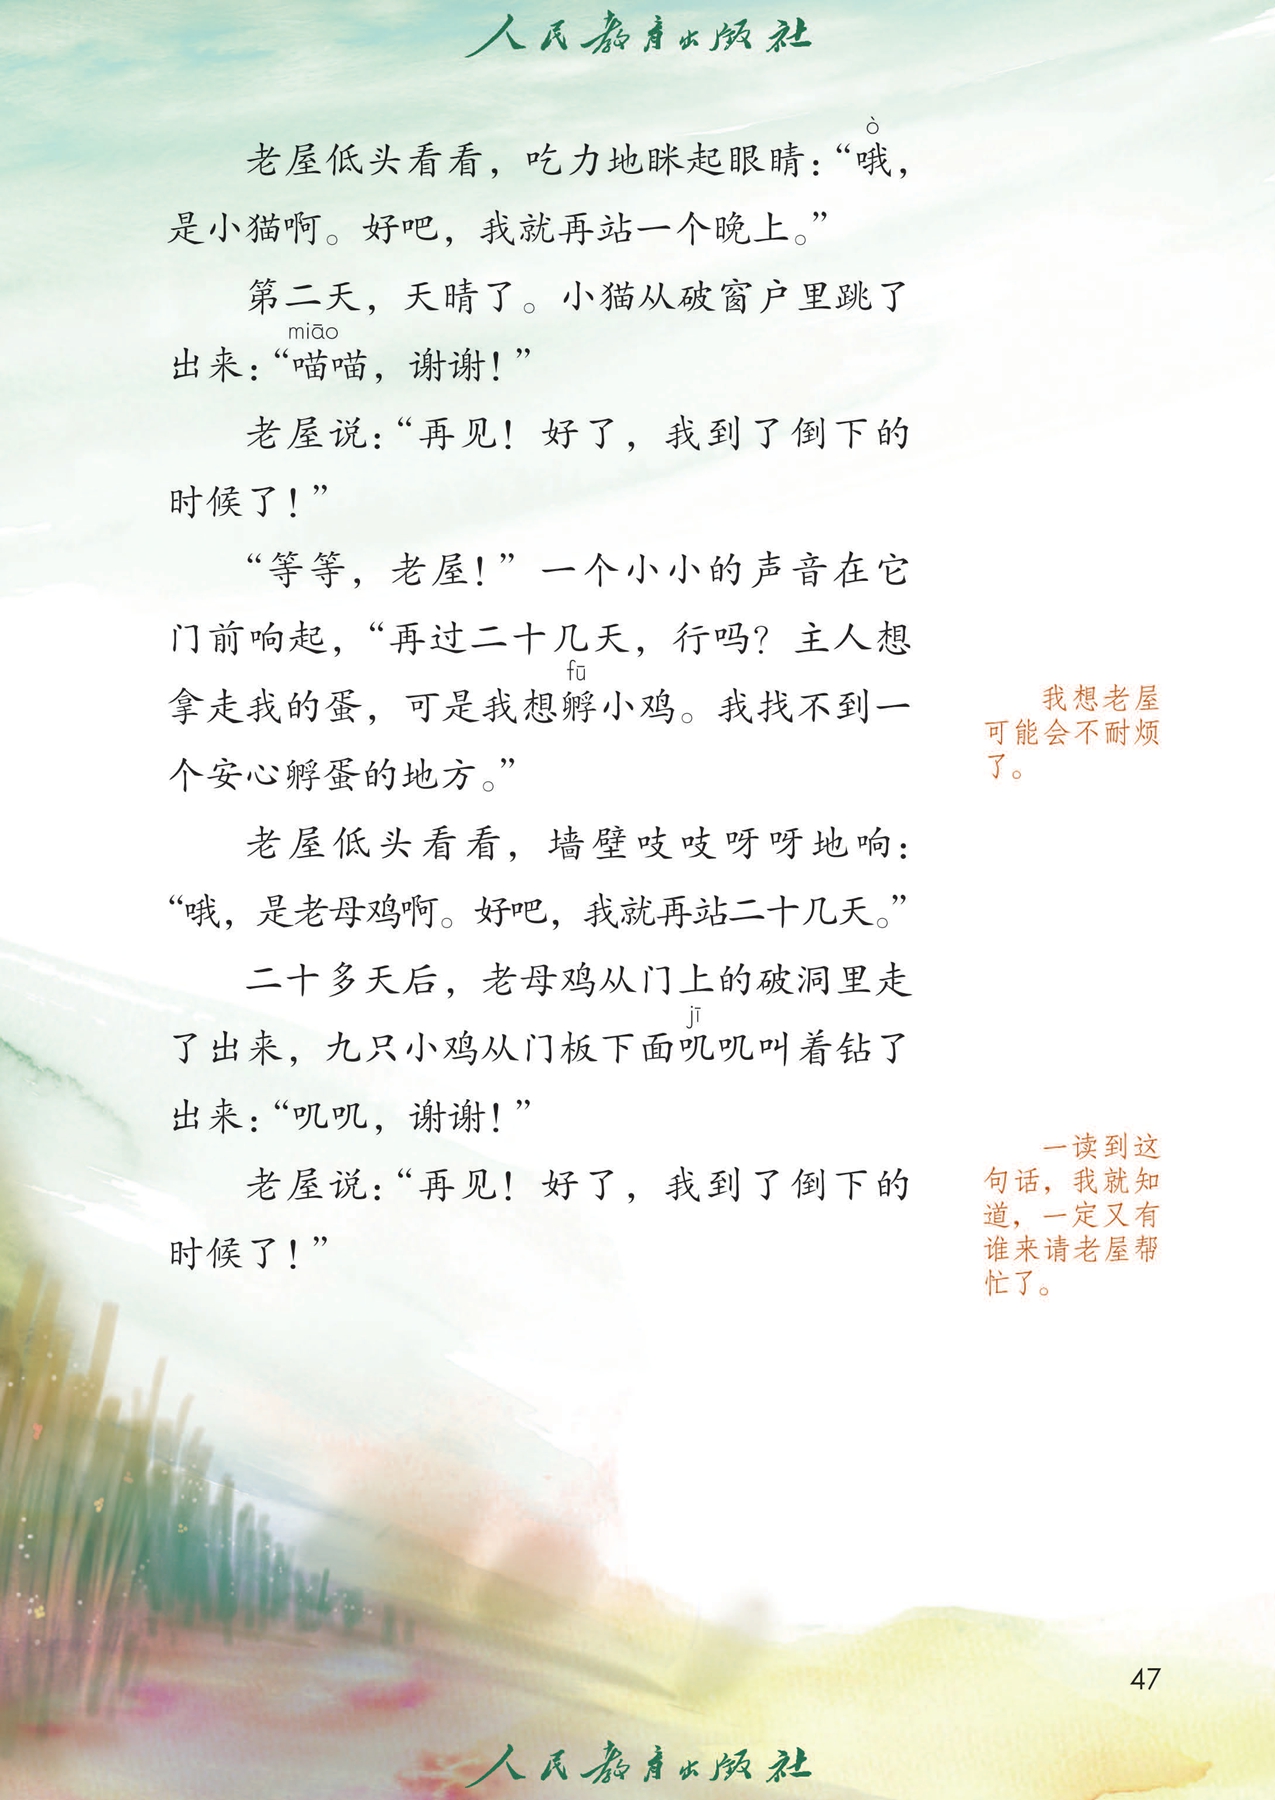 人民教育出版社
ò
老屋低头看看，吃力地眯起眼睛：“哦，
是小猫啊。好吧，我就再站一个晚上。”
第二天，天晴了。小猫从破窗户里跳了
miāo
出来：“喵喵，谢谢！”
老屋说：“再见！好了，我到了倒下的
时候了！”
“等等，老屋！”一个小小的声音在它
门前响起，“再过二十几天，行吗？主人想
fū
拿走我的蛋，可是我想孵小鸡。我找不到一
个安心孵蛋的地方。”
我想老屋
可能会不耐烦
了。
老屋低头看看，墙壁吱吱呀呀地响：
“哦，是老母鸡啊。好吧，我就再站二十几天。”
二十多天后，老母鸡从门上的破洞里走
jī
了出来，九只小鸡从门板下面叽叽叫着钻了
出来：“叽叽，谢谢！”
老屋说：“再见！好了，我到了倒下的
时候了！”
一读到这
句话，我就知
道，一定又有
谁来请老屋帮
忙了。
47
人民教育出版社